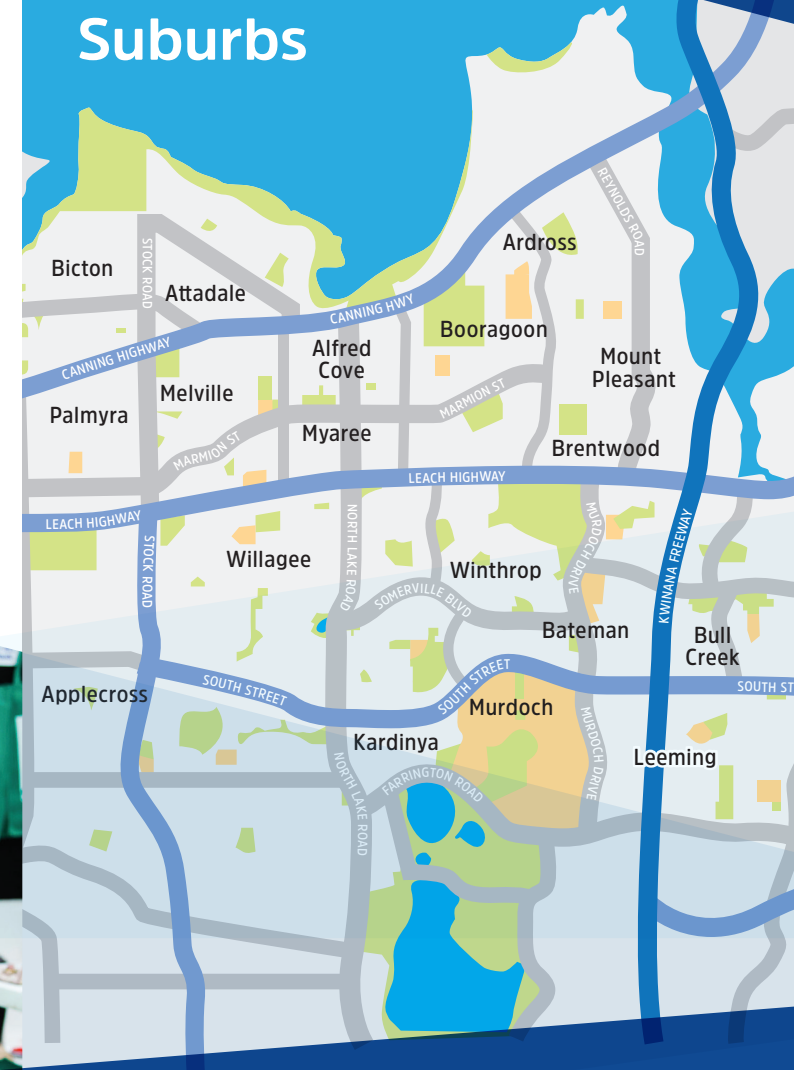 Suburbs
REYNOLDS ROAD
Ardross
Bicton
STOCK ROAD
Attadale
CANNING HWY
Booragoon
CANNING HIGHWAY
Alfred
Cove
Mount
Pleasant
Melville
MARMION ST
Palmyra
Myaree
MARMION ST
Brentwood
LEACH HIGHWAY
LEACH HIGHWAY
STOCK ROAD
NORTH LAKE ROAD
MURDOCH DRIVE
KWINANA FREEWAY
Willagee
Winthrop
SOMERVILLE BLVD
Bateman
Bull
Creek
Applecross
SOUTH STREET
SOUTH STREET
SOUTH ST
Murdoch
Kardinya
MURDOCH DRIVE
Leeming
NORTH LAKE ROAD
FARRINGTON ROAD